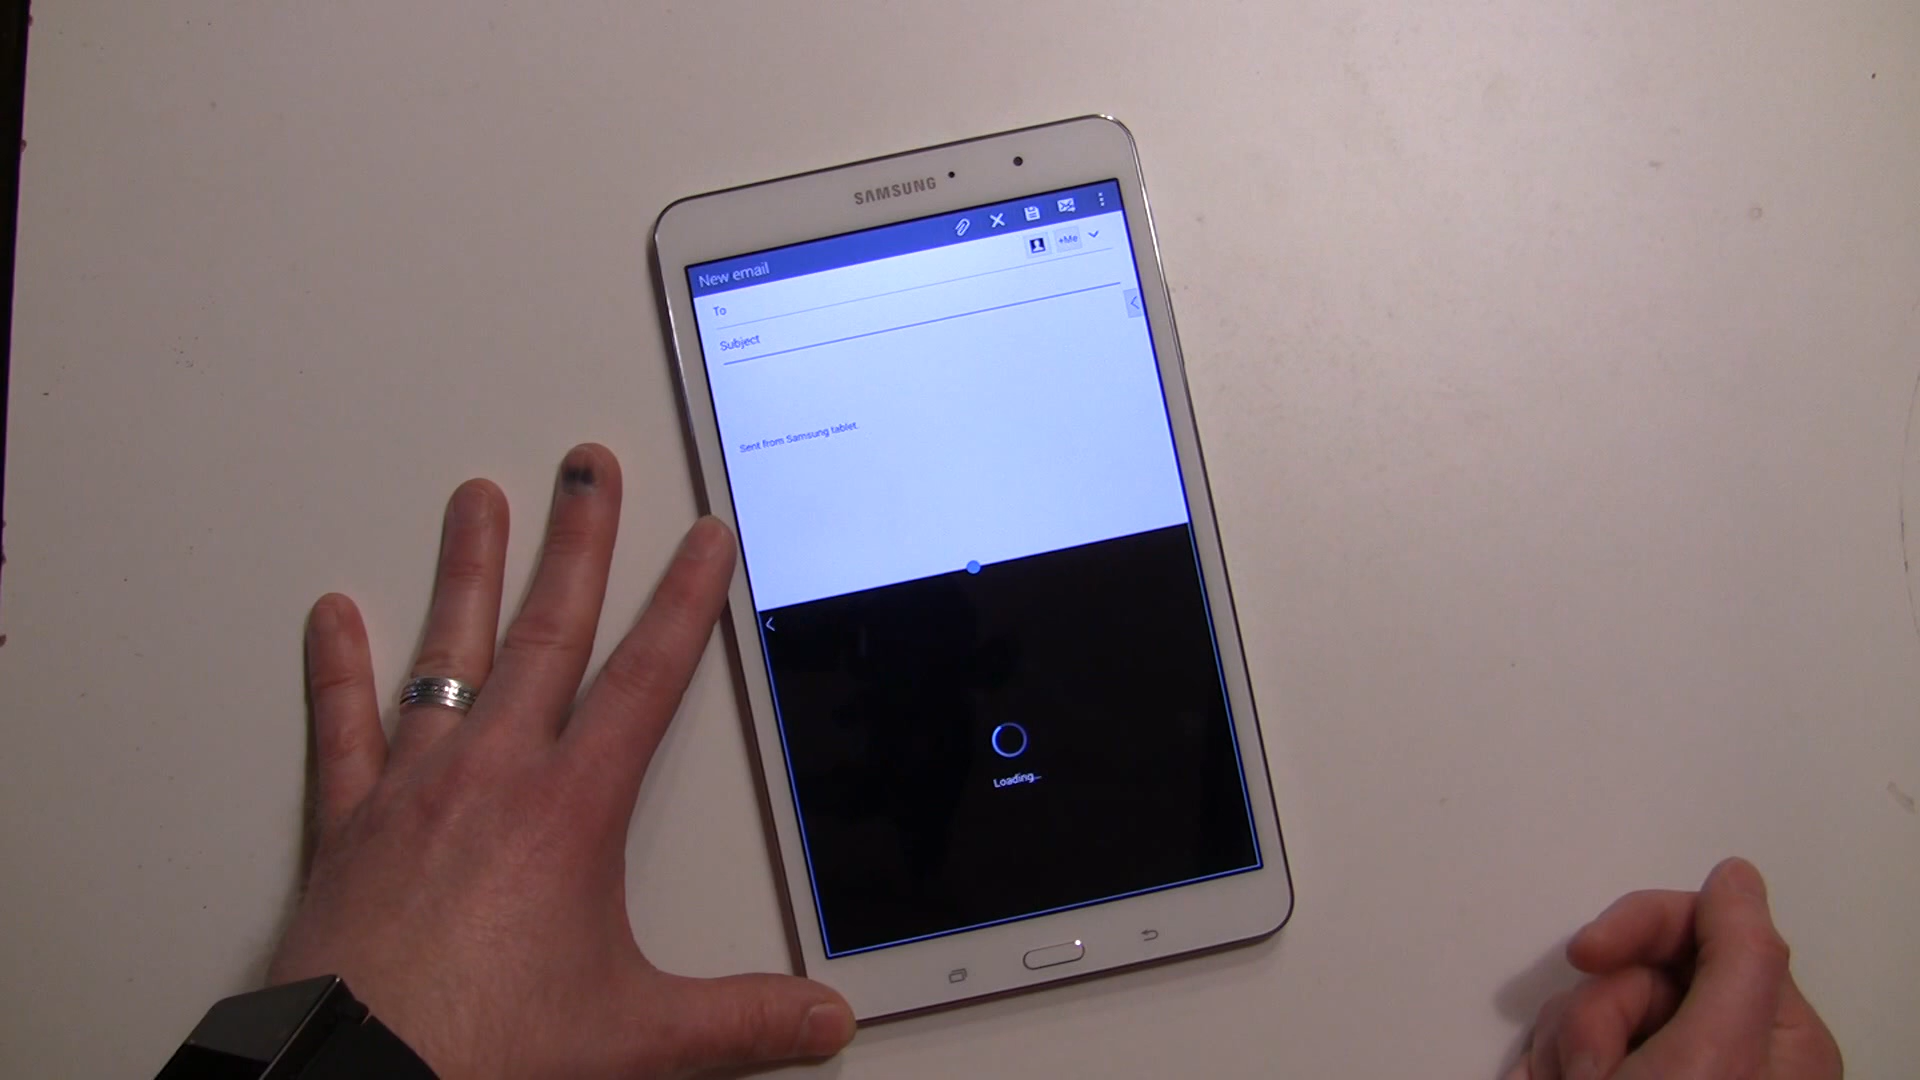 SAMSUNG
New email
+Me
To
Subject
Sent from Samsung tablet.
Loading...